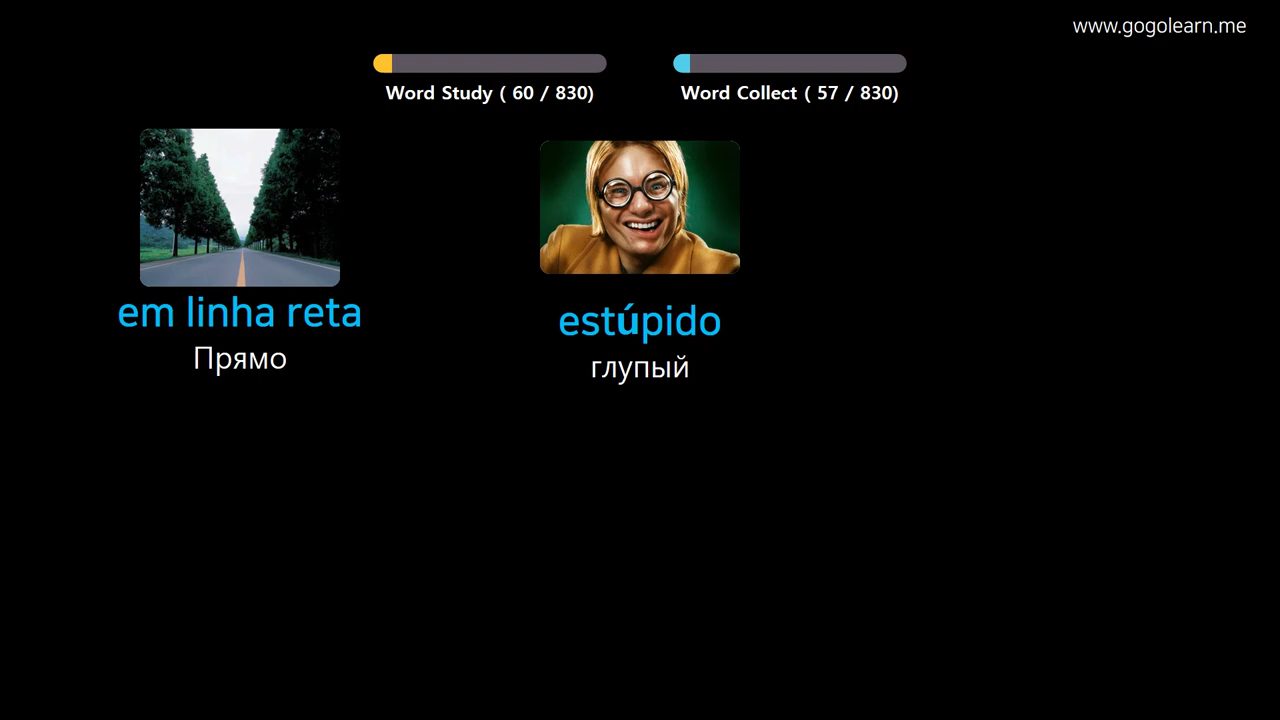 www.gogolearn.me
Word Study ( 60 / 830)
Word Collect ( 57 / 830)
em linha reta
Прямо
estúpido
глупый